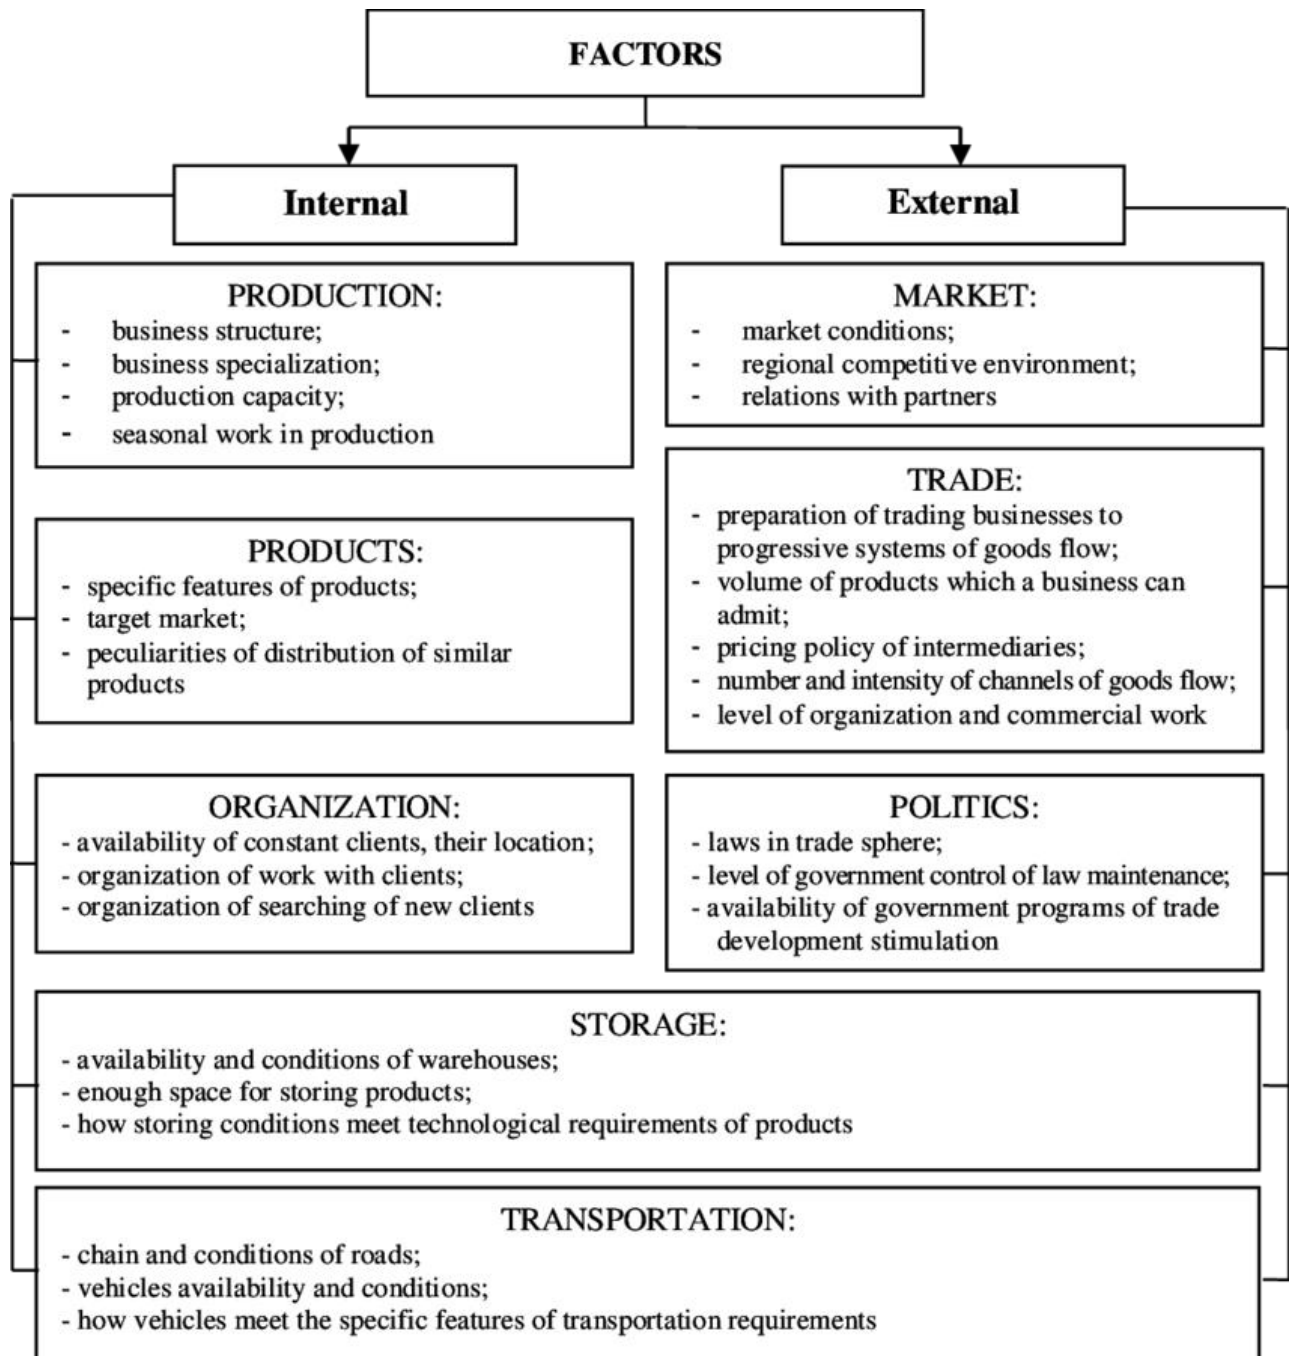 FACTORS
Internal
External
PRODUCTION:
- business structure;
- business specialization;
- production capacity;
- seasonal work in production
PRODUCTS:
- specific features of products;
- target market;
- peculiarities of distribution of similar
products
ORGANIZATION:
- availability of constant clients, their location;
- organization of work with clients;
- organization of searching of new clients
MARKET:
- market conditions;
- regional competitive environment;
- relations with partners
TRADE:
- preparation of trading businesses to
progressive systems of goods flow;
- volume of products which a business can
admit;
- pricing policy of intermediaries;
- number and intensity of channels of goods flow;
- level of organization and commercial work
POLITICS:
- laws in trade sphere;
- level of government control of law maintenance;
- availability of government programs of trade
development stimulation
STORAGE:
- availability and conditions of warehouses;
- enough space for storing products;
- how storing conditions meet technological requirements of products
TRANSPORTATION:
- chain and conditions of roads;
- vehicles availability and conditions;
- how vehicles meet the specific features of transportation requirements